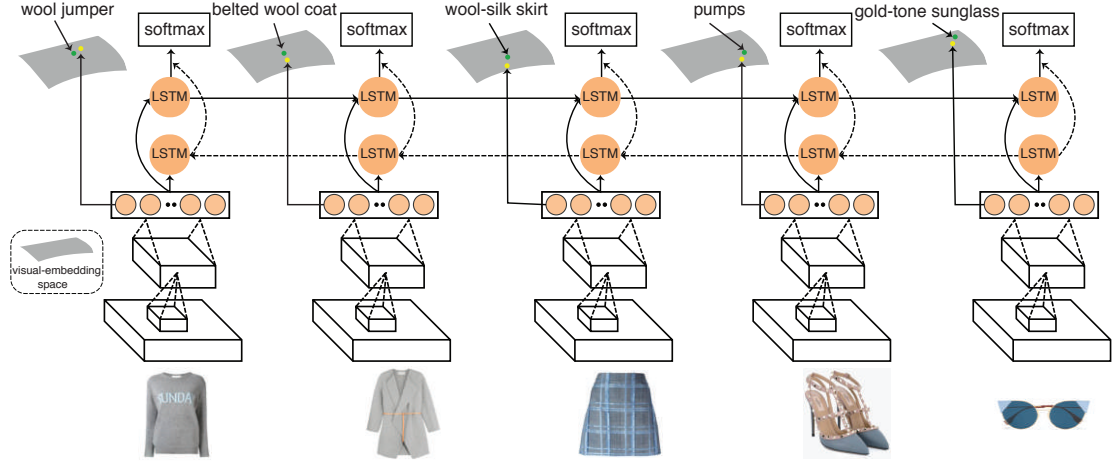 wool jumper
belted wool coat
wool-silk skirt
pumps
gold-tone sunglass
softmax
softmax
softmax
softmax
softmax
LSTM
LSTM
LSTM
LSTM
LSTM
LSTM
LSTM
LSTM
LSTM
LSTM
visual-embedding
space
SUNDA